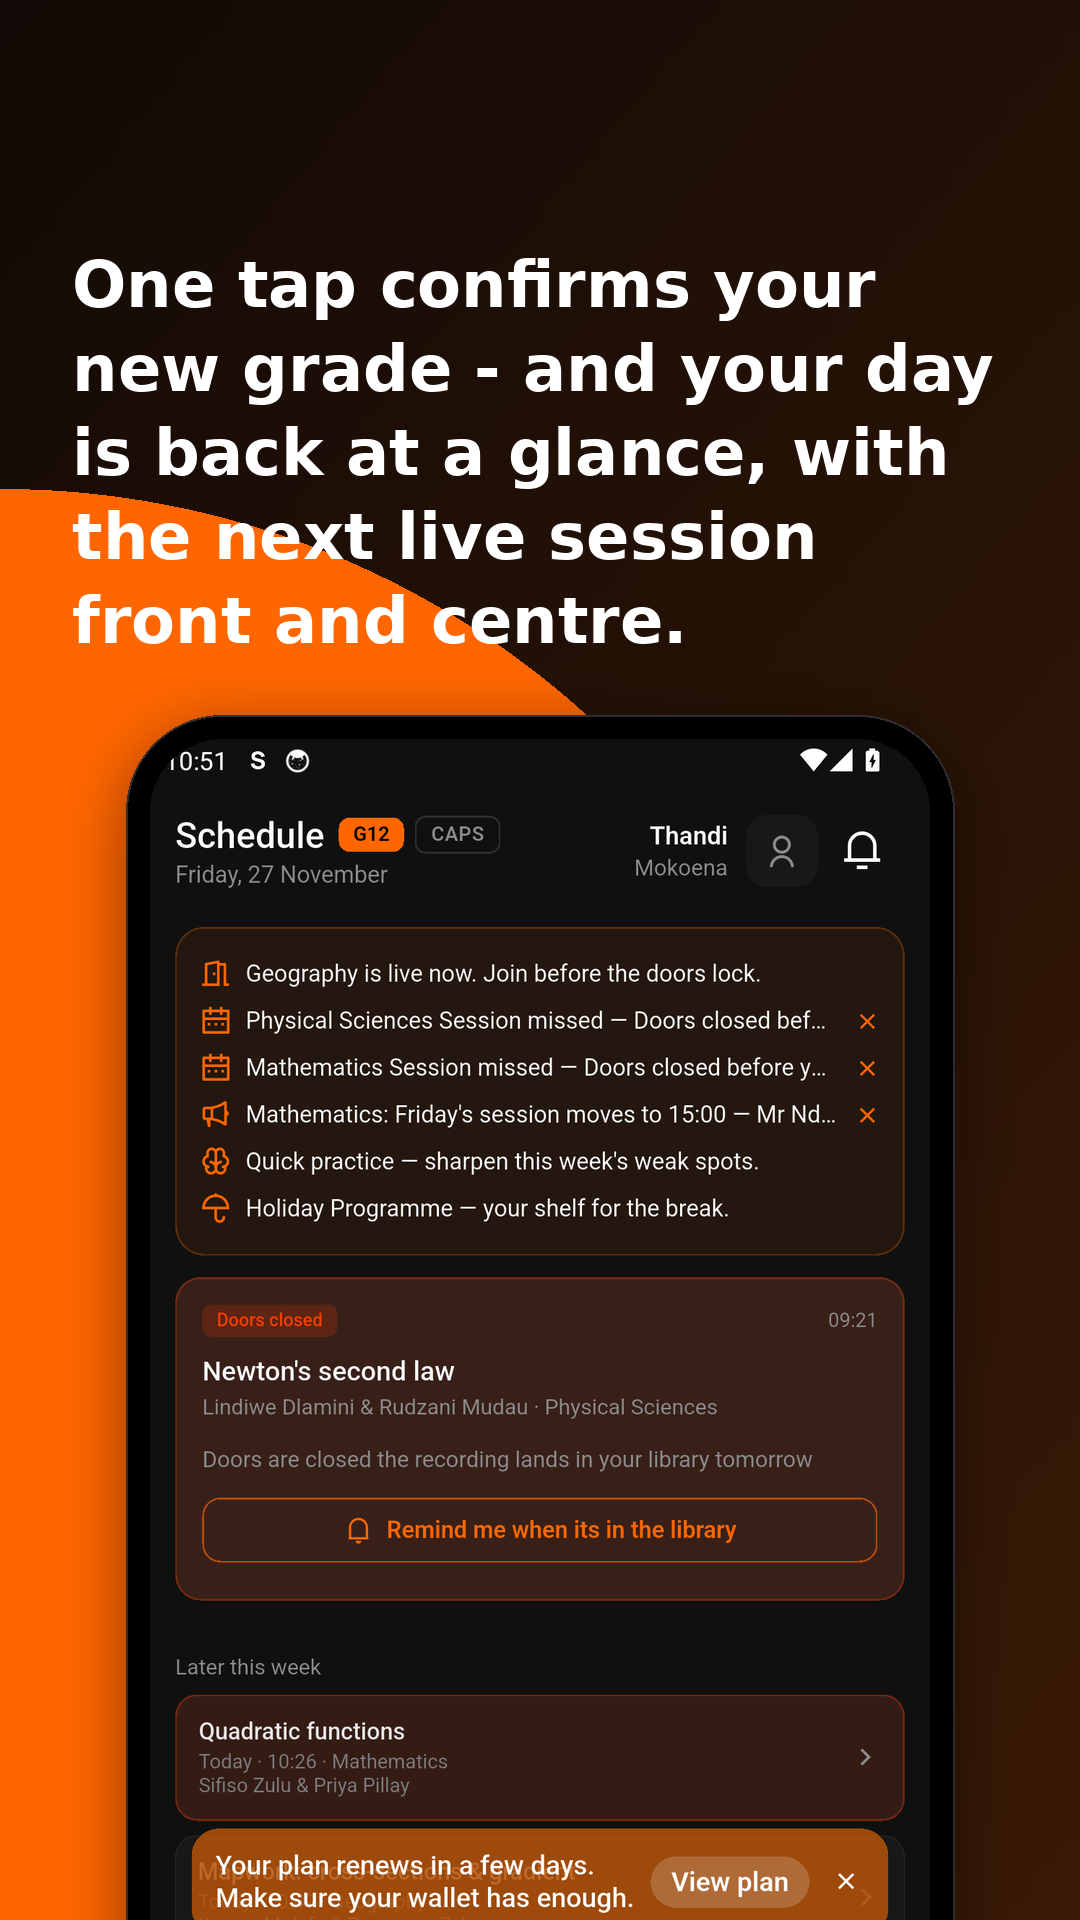 One tap confirms your
new grade - and your day
is back at a glance, with
the next live session
front and centre.
10:51 S
Schedule G12 CAPS
Friday, 27 November
Thandi
Mokoena
Geography is live now. Join before the doors lock.
Physical Sciences Session missed — Doors closed bef…
Mathematics Session missed — Doors closed before y…
Mathematics: Friday's session moves to 15:00 — Mr Nd…
Quick practice — sharpen this week's weak spots.
Holiday Programme — your shelf for the break.
Doors closed 09:21
Newton's second law
Lindiwe Dlamini & Rudzani Mudau · Physical Sciences
Doors are closed the recording lands in your library tomorrow
Remind me when its in the library
Later this week
Quadratic functions
Today · 10:26 · Mathematics
Sifiso Zulu & Priya Pillay
Your plan renews in a few days.
Make sure your wallet has enough.
View plan